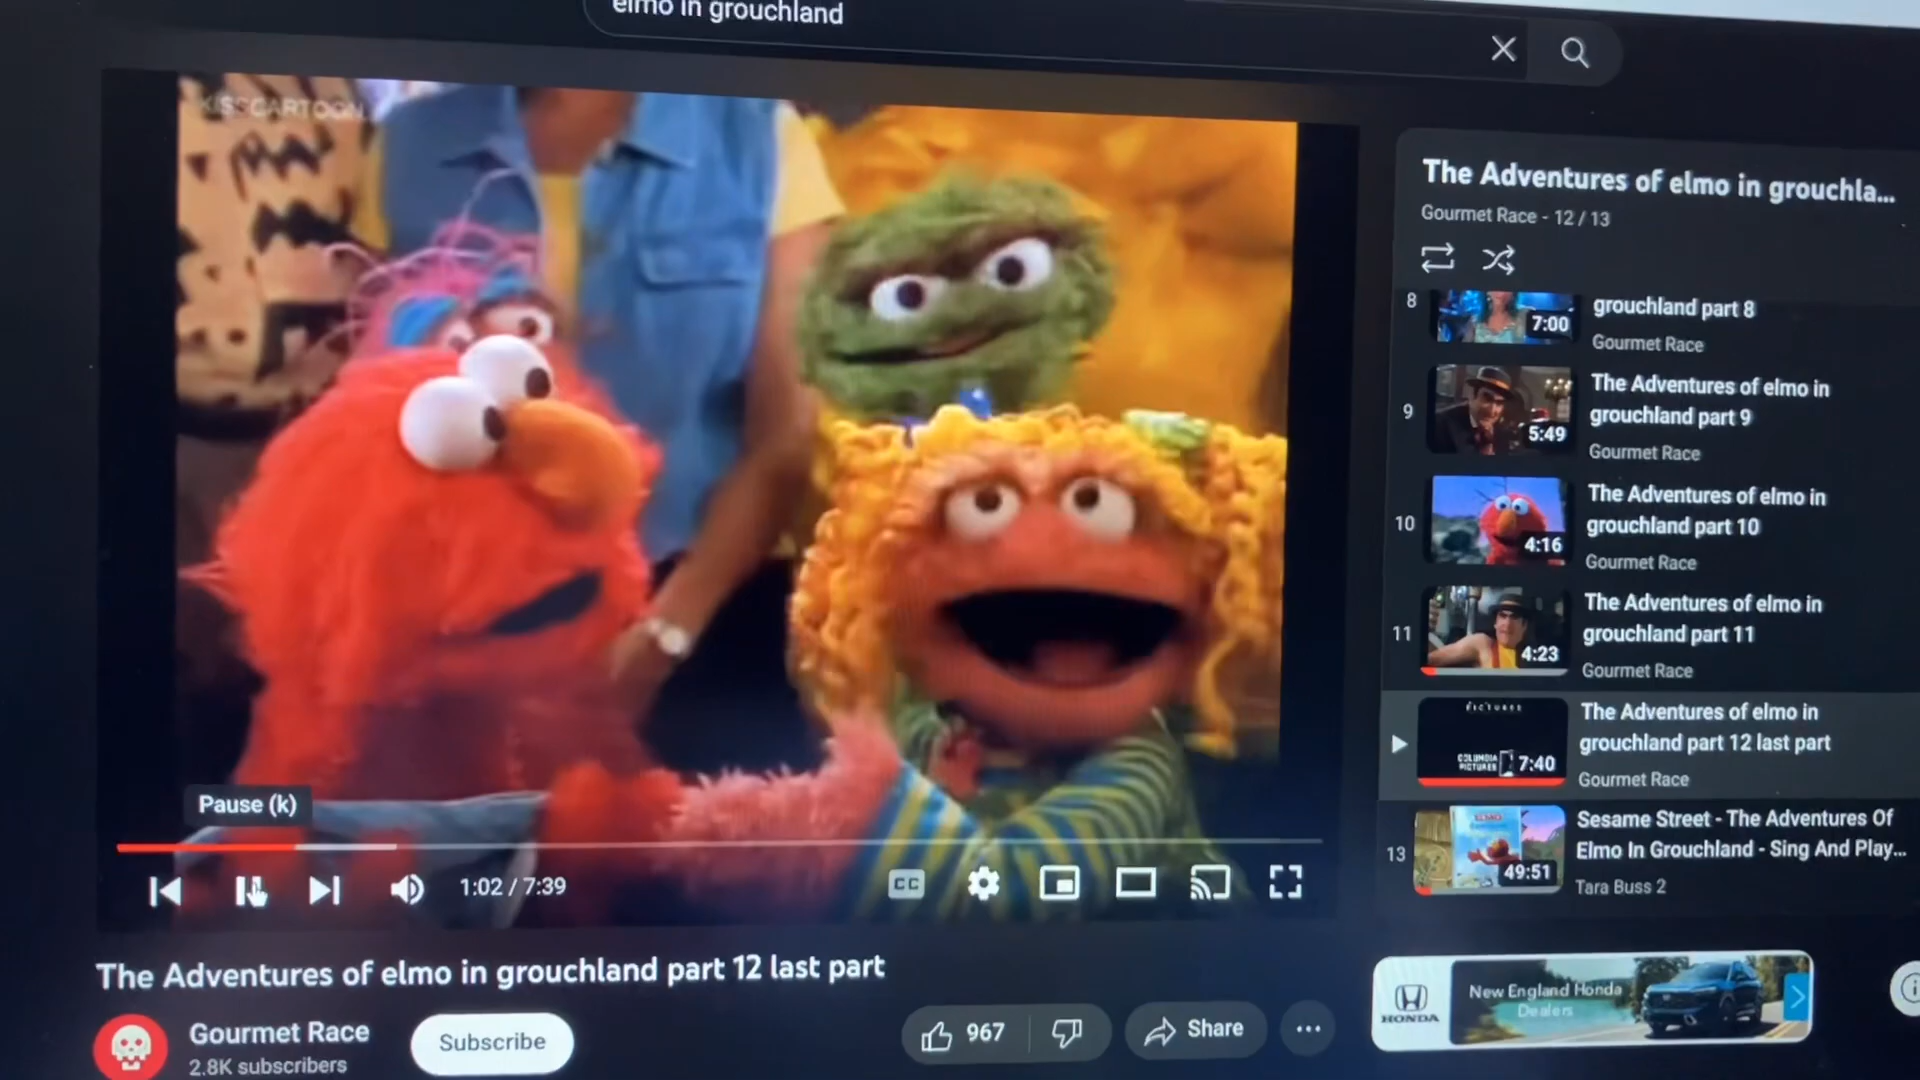 elmo in grouchland
KISSCARTOON
The Adventures of elmo in grouchla...
Gourmet Race - 12 / 13
8
grouchland part 8
7:00
Gourmet Race
9
The Adventures of elmo in
grouchland part 9
5:49
Gourmet Race
10
The Adventures of elmo in
grouchland part 10
4:16
Gourmet Race
11
The Adventures of elmo in
grouchland part 11
4:23
Gourmet Race
PICTURES
COLUMBIA
PICTURES
7:40
The Adventures of elmo in
grouchland part 12 last part
Gourmet Race
13
ELMO
49:51
Sesame Street - The Adventures Of
Elmo In Grouchland - Sing And Play...
Tara Buss 2
Pause (k)
1:02 / 7:39
CC
The Adventures of elmo in grouchland part 12 last part
Gourmet Race
2.8K subscribers
Subscribe
967
Share
HONDA
New England Honda
Dealers